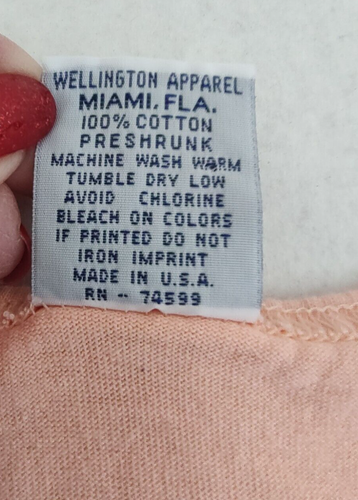 WELLINGTON APPAREL
MIAMI, FLA.
100% COTTON
PRESHRUNK
MACHINE WASH WARM
TUMBLE DRY LOW
AVOID CHLORINE
BLEACH ON COLORS
IF PRINTED DO NOT
IRON IMPRINT
MADE IN U.S.A.
RN - 74599